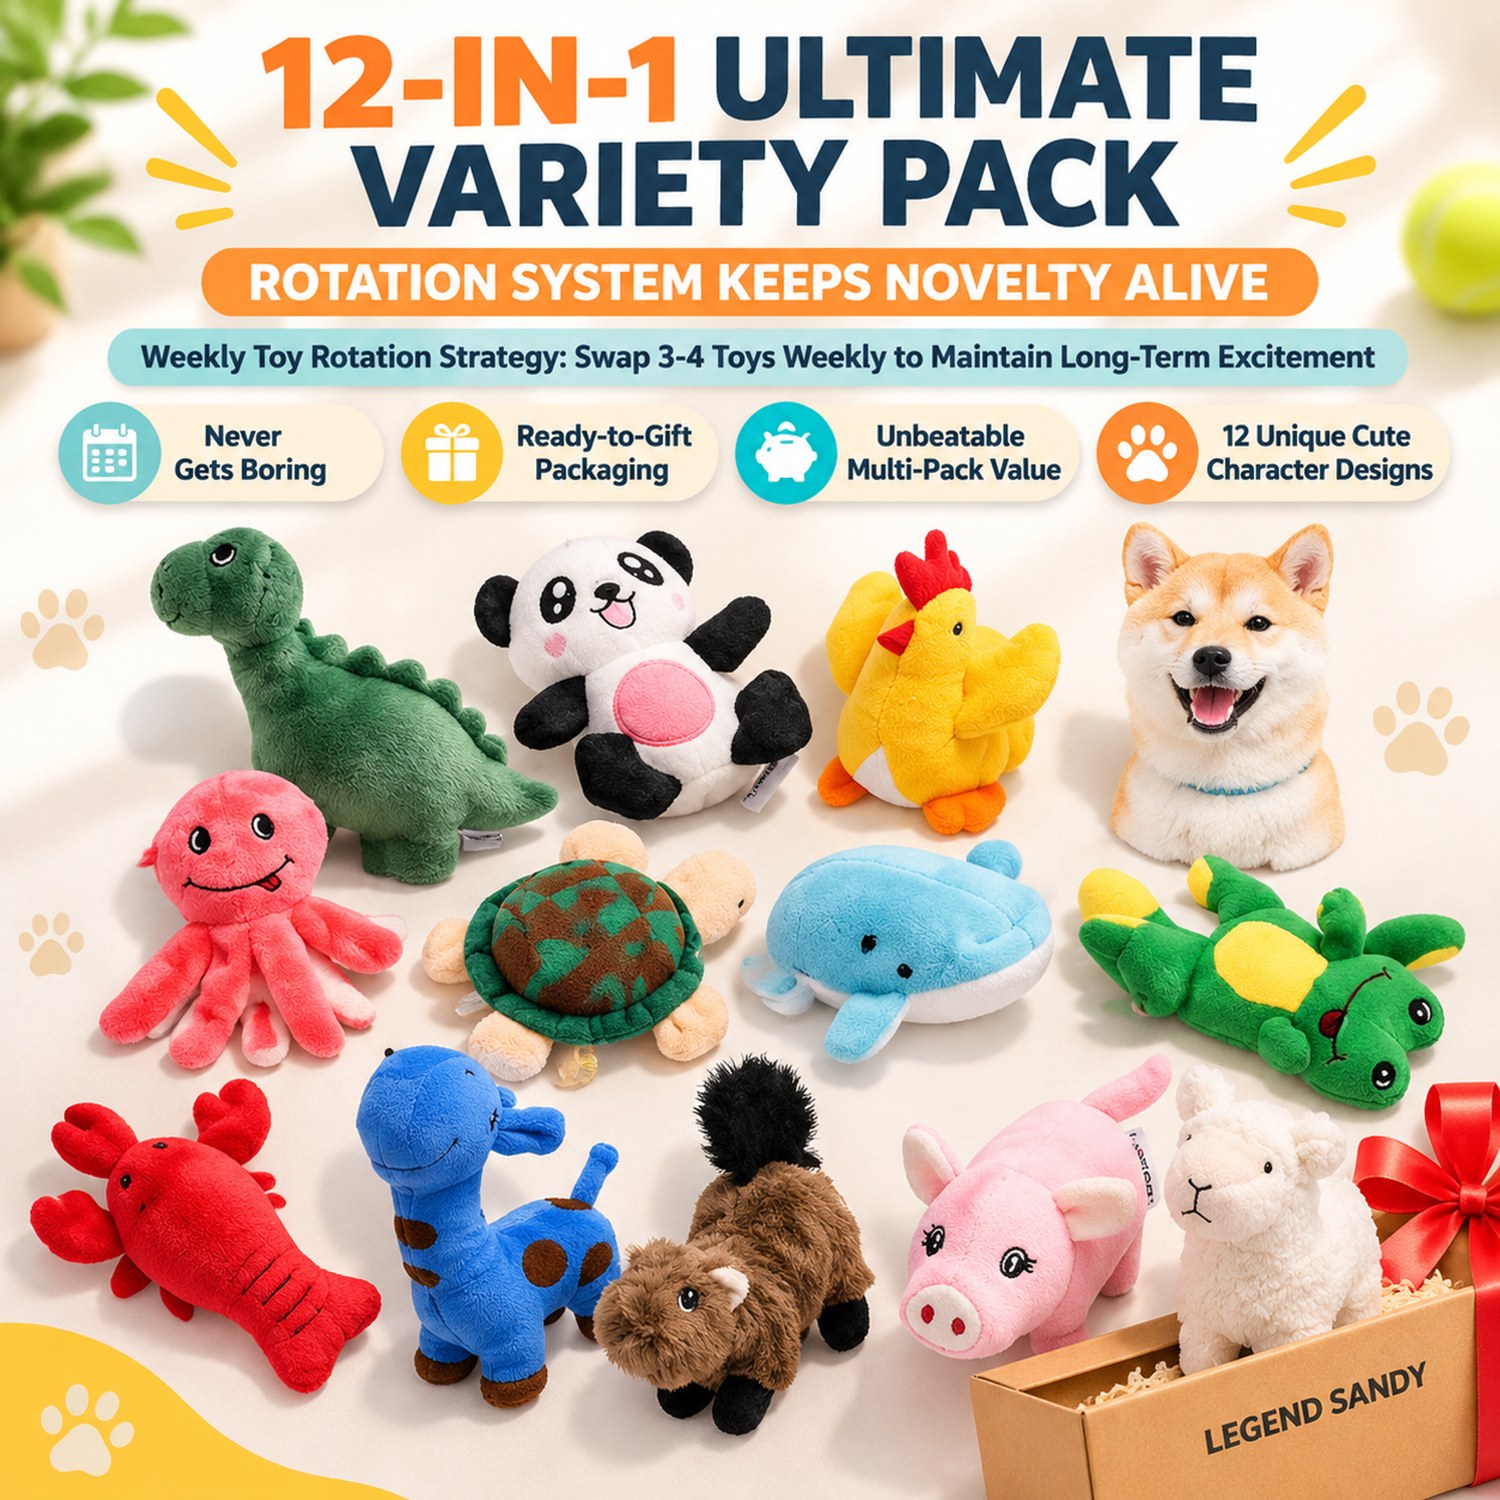 12-IN-1 ULTIMATE
VARIETY PACK
ROTATION SYSTEM KEEPS NOVELTY ALIVE
Weekly Toy Rotation Strategy: Swap 3-4 Toys Weekly to Maintain Long-Term Excitement
Never
Gets Boring
Ready-to-Gift
Packaging
Unbeatable
Multi-Pack Value
12 Unique Cute
Character Designs
LEGEND SANDY